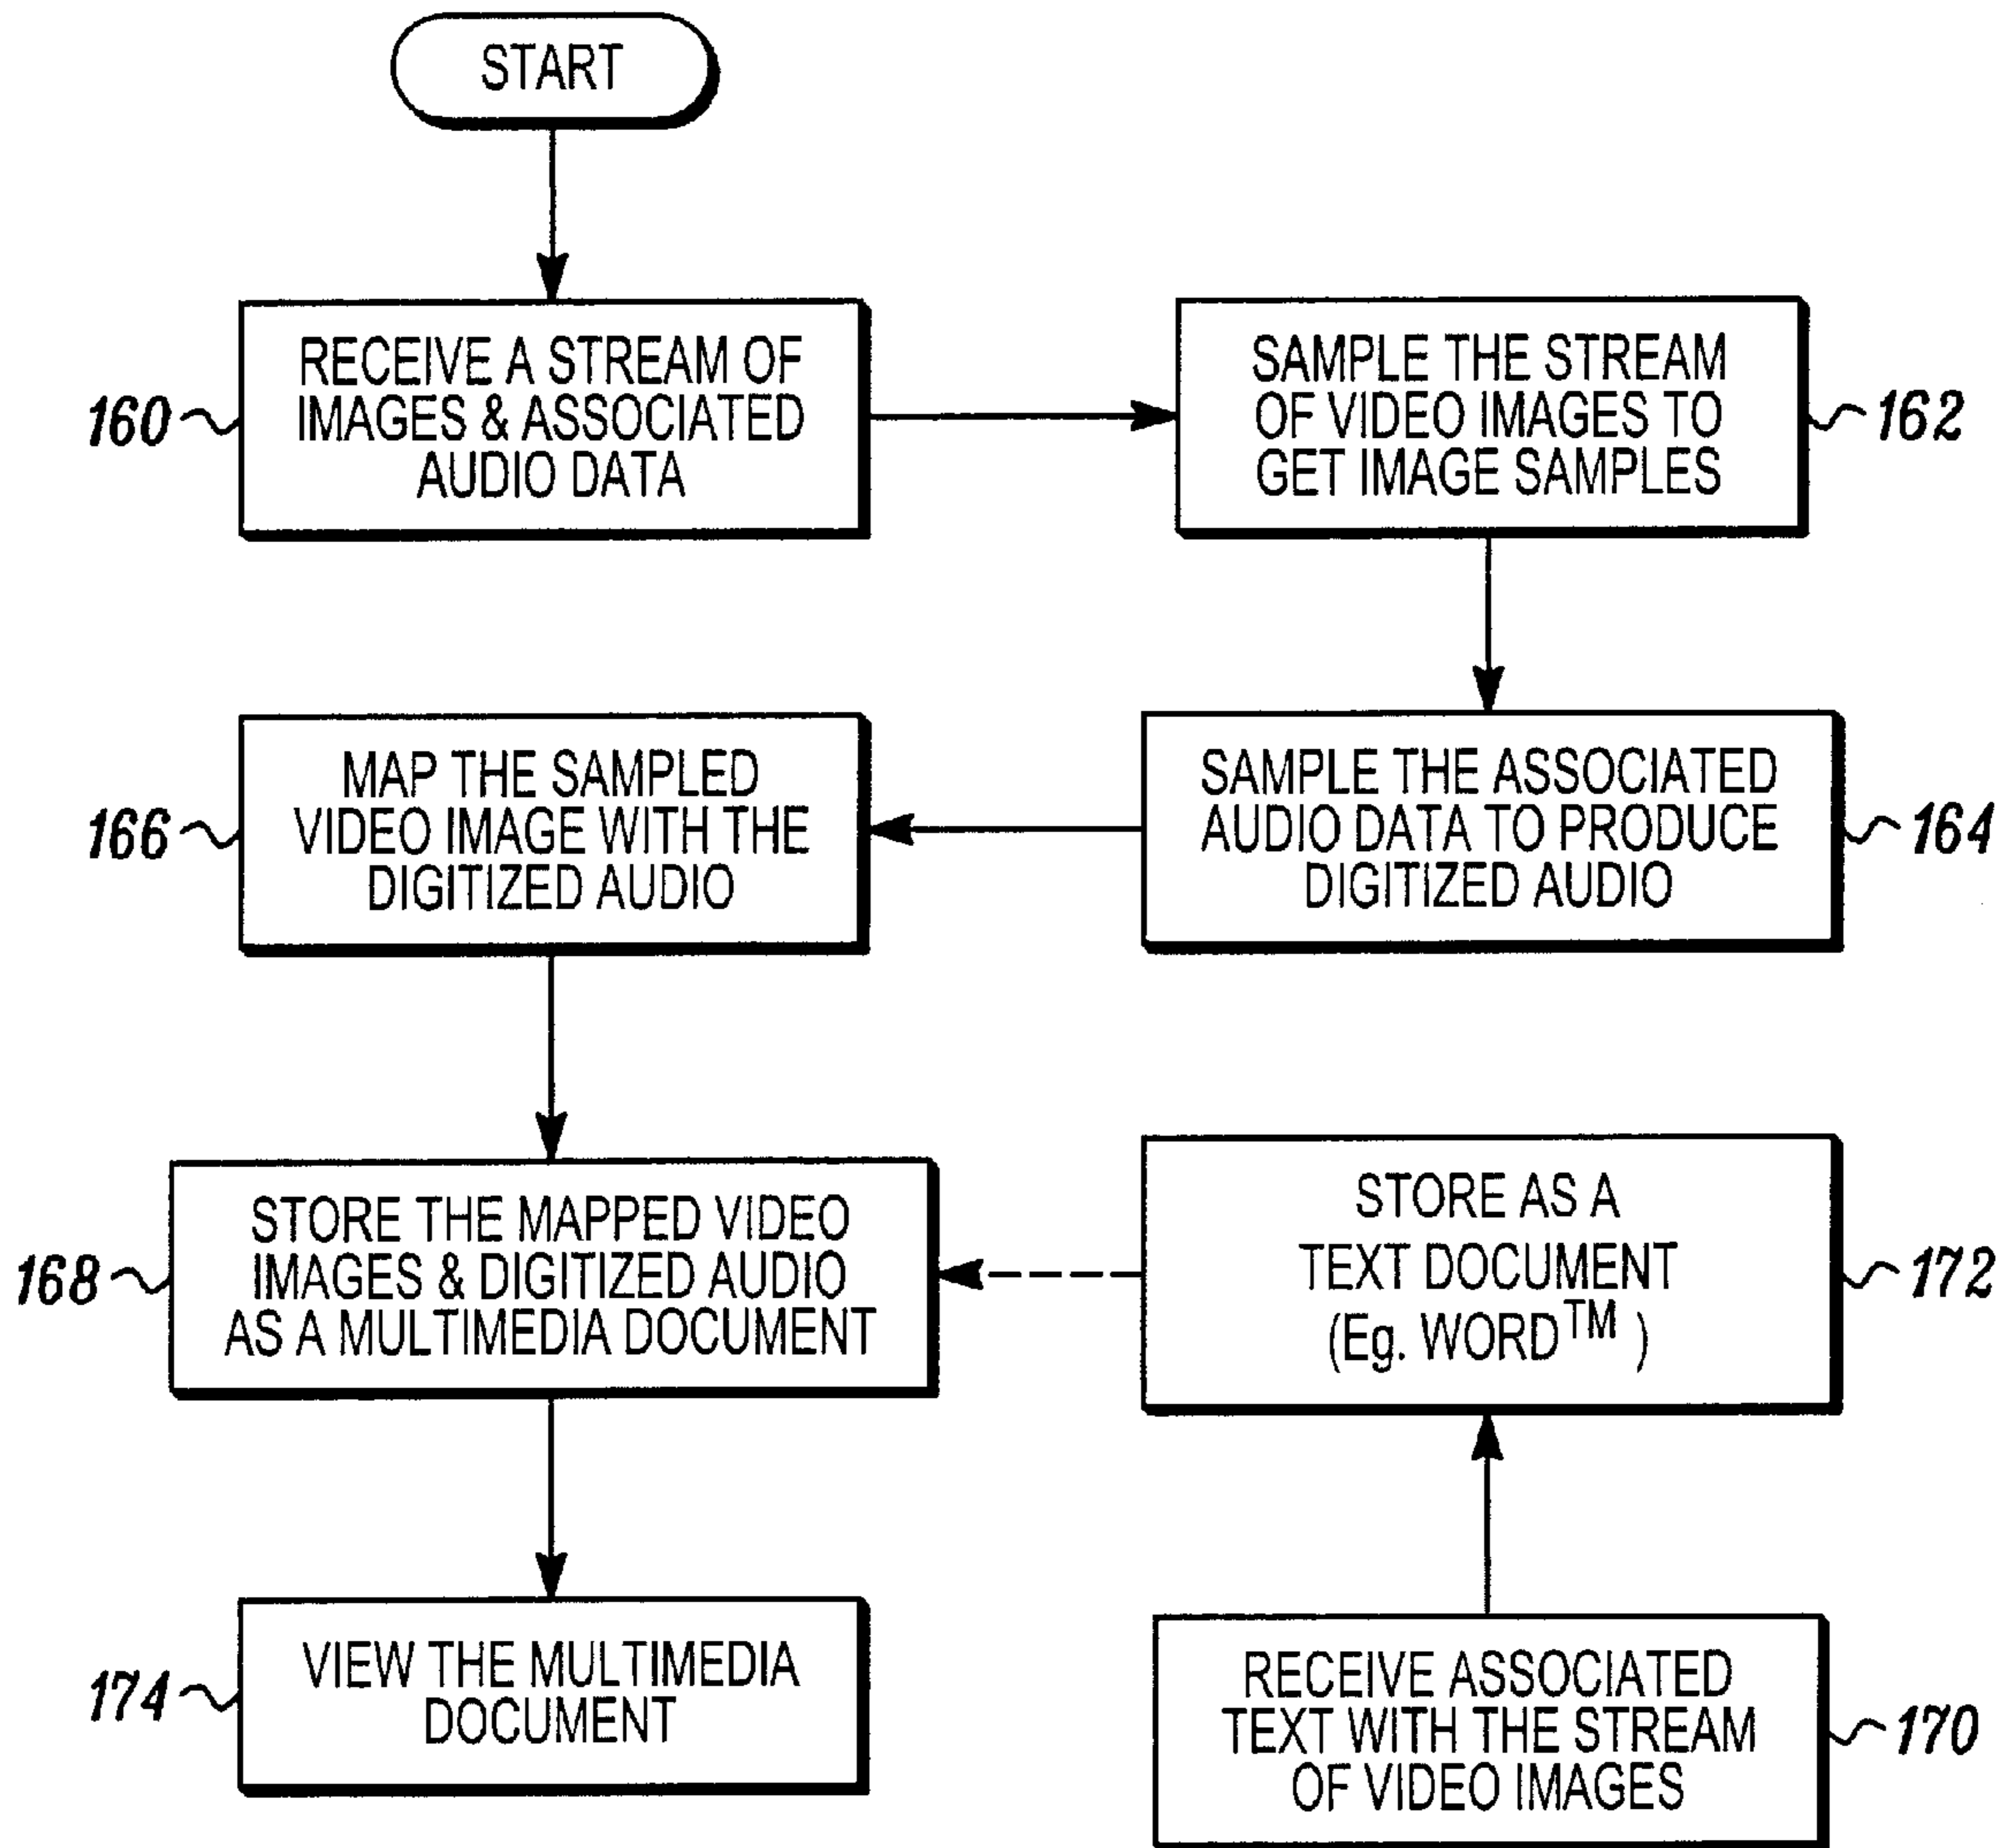 START
160
RECEIVE A STREAM OF
IMAGES & ASSOCIATED
AUDIO DATA
SAMPLE THE STREAM
OF VIDEO IMAGES TO
GET IMAGE SAMPLES
162
166
MAP THE SAMPLED
VIDEO IMAGE WITH THE
DIGITIZED AUDIO
SAMPLE THE ASSOCIATED
AUDIO DATA TO PRODUCE
DIGITIZED AUDIO
164
168
STORE THE MAPPED VIDEO
IMAGES & DIGITIZED AUDIO
AS A MULTIMEDIA DOCUMENT
STORE AS A
TEXT DOCUMENT
(Eg. WORD™ )
172
174
VIEW THE MULTIMEDIA
DOCUMENT
RECEIVE ASSOCIATED
TEXT WITH THE STREAM
OF VIDEO IMAGES
170